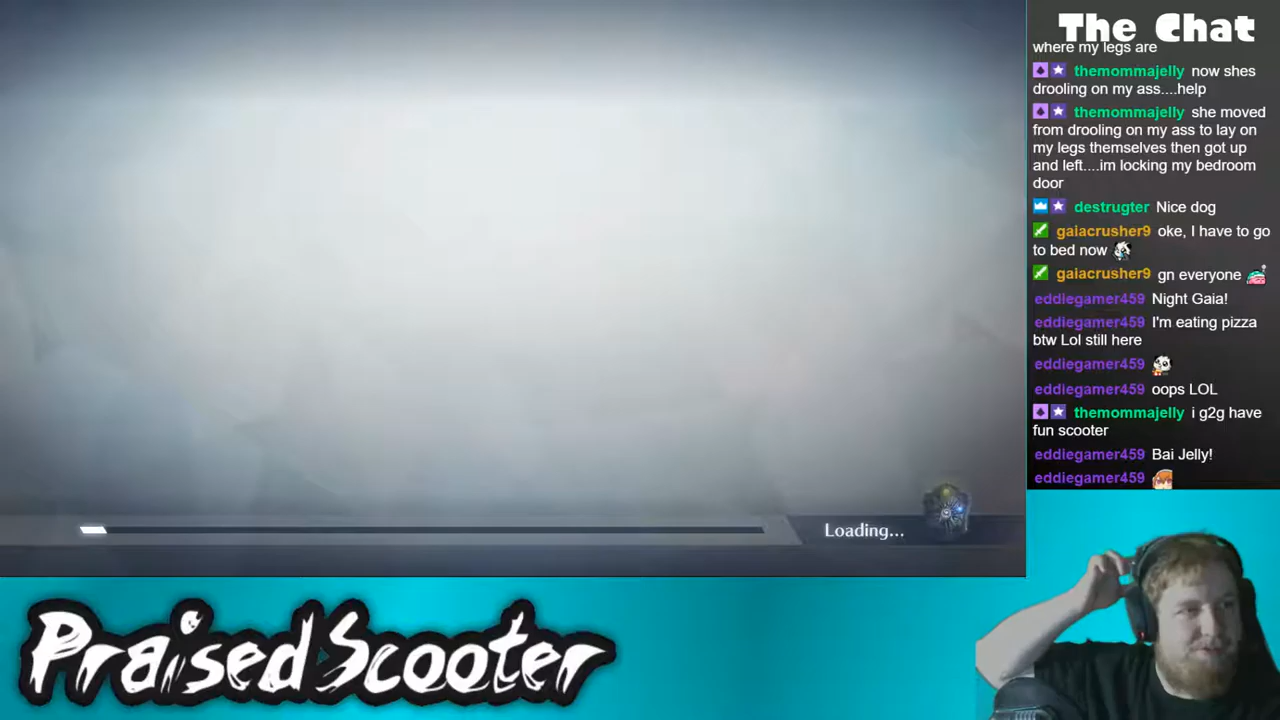 The Chat
where my legs are
themommajelly now shes
drooling on my ass....help
themommajelly she moved
from drooling on my ass to lay on
my legs themselves then got up
and left....im locking my bedroom
door
destrugter Nice dog
gaiacrusher9 oke, I have to go
to bed now
gaiacrusher9 gn everyone
eddiegamer459 Night Gaia!
eddiegamer459 I'm eating pizza
btw Lol still here
eddiegamer459
eddiegamer459 oops LOL
themommajelly i g2g have
fun scooter
eddiegamer459 Bai Jelly!
eddiegamer459
Loading...
PraisedScooter